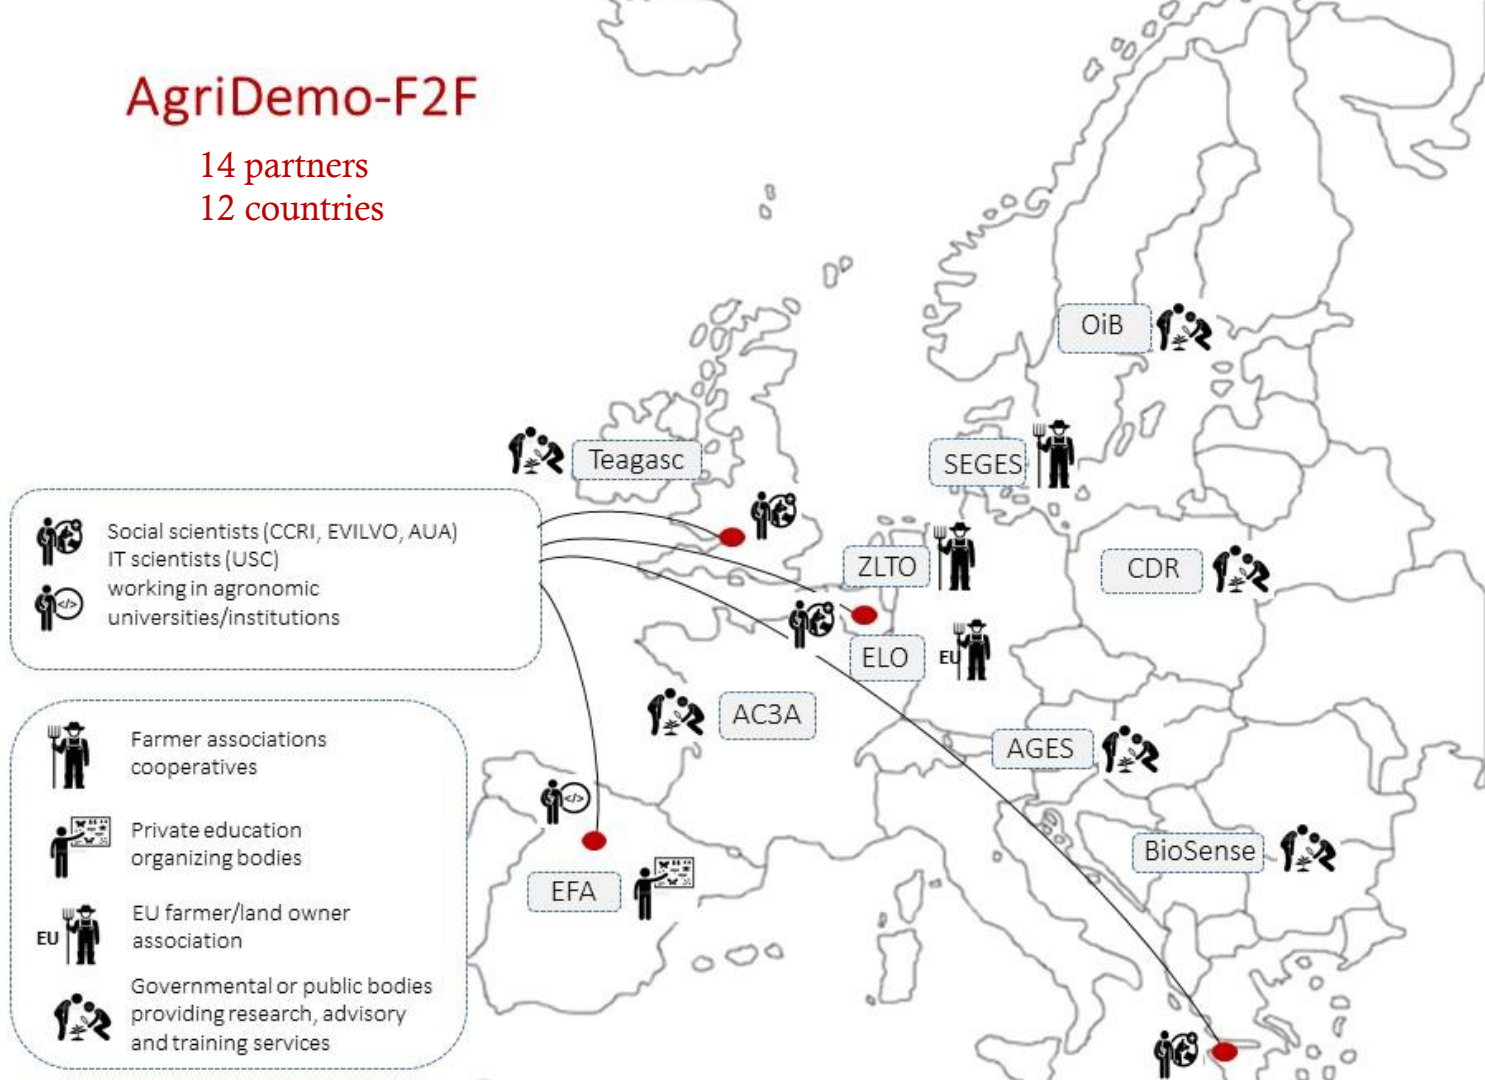 AgriDemo-F2F
14 partners
12 countries
OiB
Teagasc
SEGES
Social scientists (CCRI, EVILVO, AUA)
IT scientists (USC)
working in agronomic
universities/institutions
</>
ZLTO
CDR
ELO
EU
AC3A
AGES
Farmer associations
cooperatives
</>
Private education
organizing bodies
BioSense
EFA
EU
EU farmer/land owner
association
Governmental or public bodies
providing research, advisory
and training services